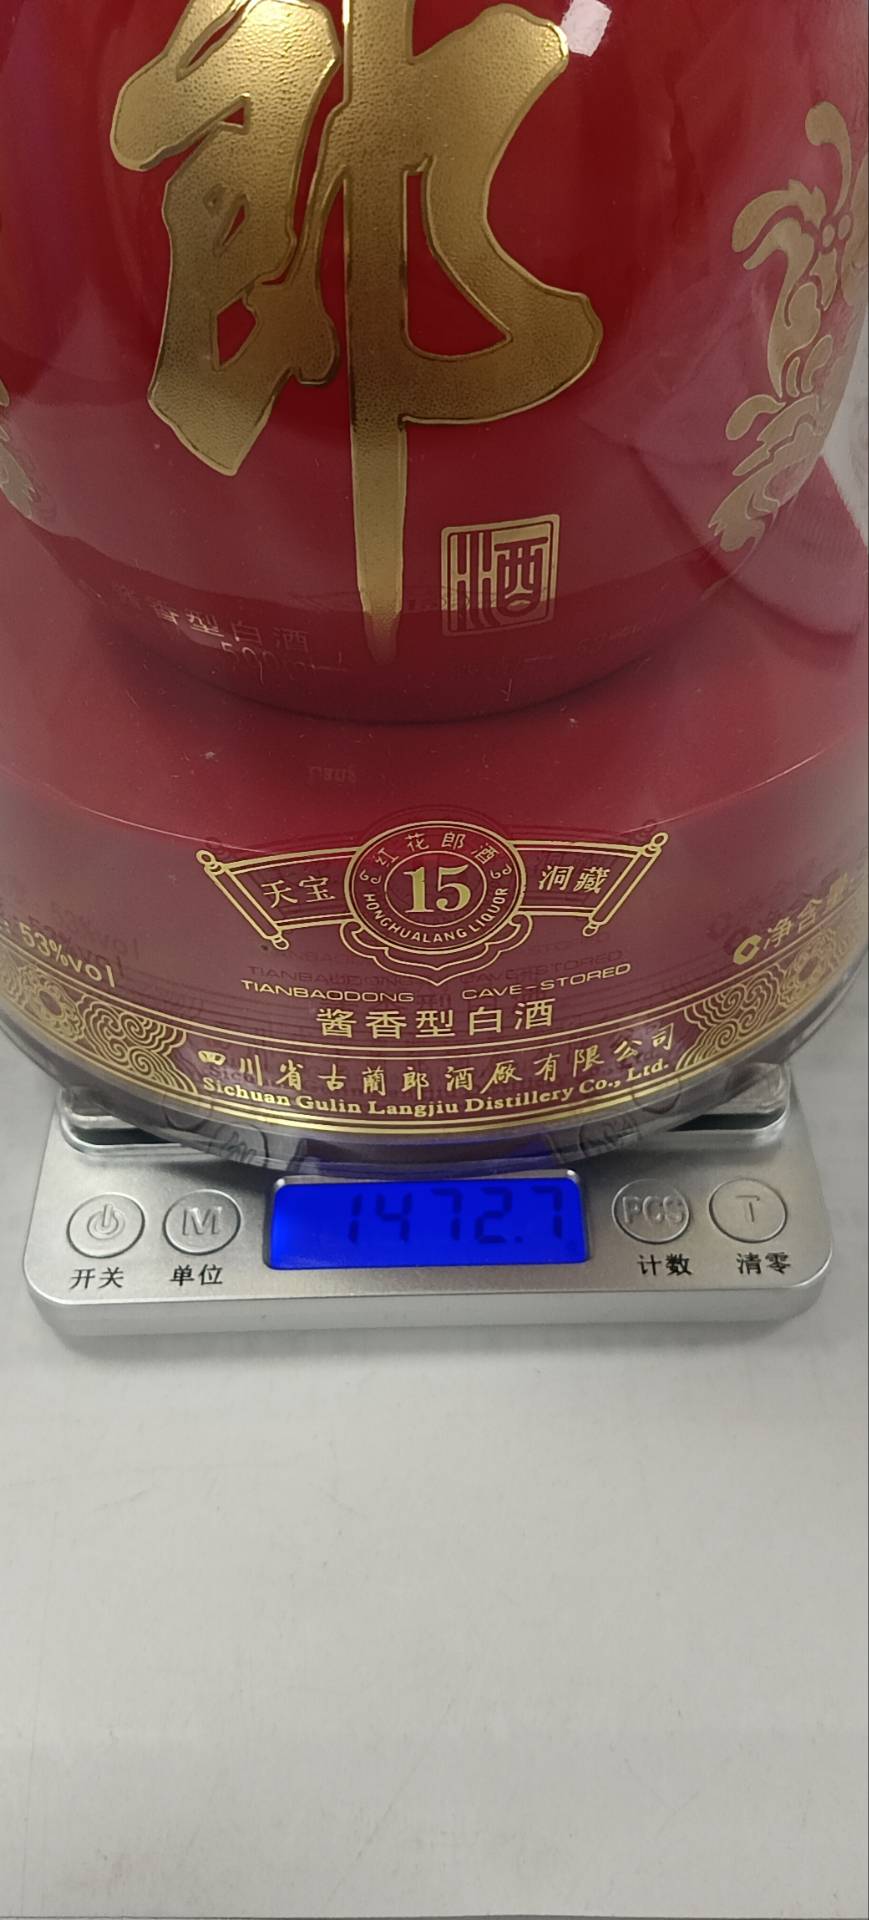 郎
酒
香型白酒
500ml
红花郎酒
天宝 15 洞藏
HONGHUALANG LIQUOR
53%vol
净含量
TIANBAODONG CAVE-STORED
酱香型白酒
四川省古蔺郎酒厂有限公司
Sichuan Gulin Langjiu Distillery Co., Ltd.
1472.7
M PCS T
开关 单位 计数 清零